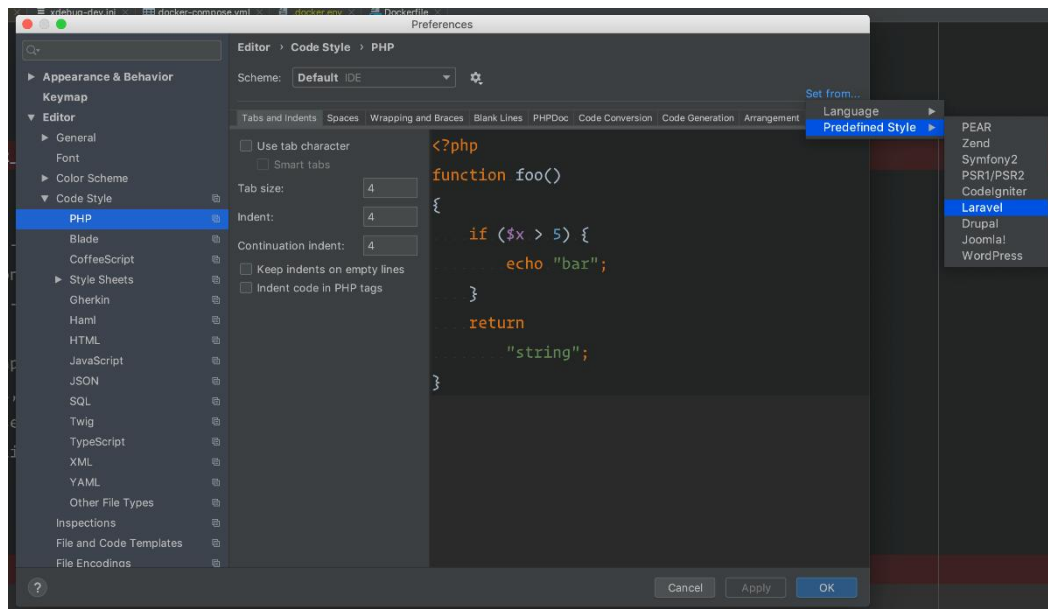 xdebug-dev.ini docker-compose.yml docker.env Dockerfile
Preferences
Editor › Code Style › PHP
Scheme: Default IDE
Set from...
Appearance & Behavior
Keymap
Editor
General
Font
Color Scheme
Code Style
PHP
Blade
CoffeeScript
Style Sheets
Gherkin
Haml
HTML
JavaScript
JSON
SQL
Twig
TypeScript
XML
YAML
Other File Types
Inspections
File and Code Templates
File Encodings
Tabs and Indents Spaces Wrapping and Braces Blank Lines PHPDoc Code Conversion Code Generation Arrangement
Use tab character
Smart tabs
Tab size: 4
Indent: 4
Continuation indent: 4
Keep indents on empty lines
Indent code in PHP tags
<?php
function foo()
{
if ($x > 5) {
echo "bar";
}
return
"string";
}
Language
Predefined Style
PEAR
Zend
Symfony2
PSR1/PSR2
CodeIgniter
Laravel
Drupal
Joomla!
WordPress
?
Cancel Apply OK